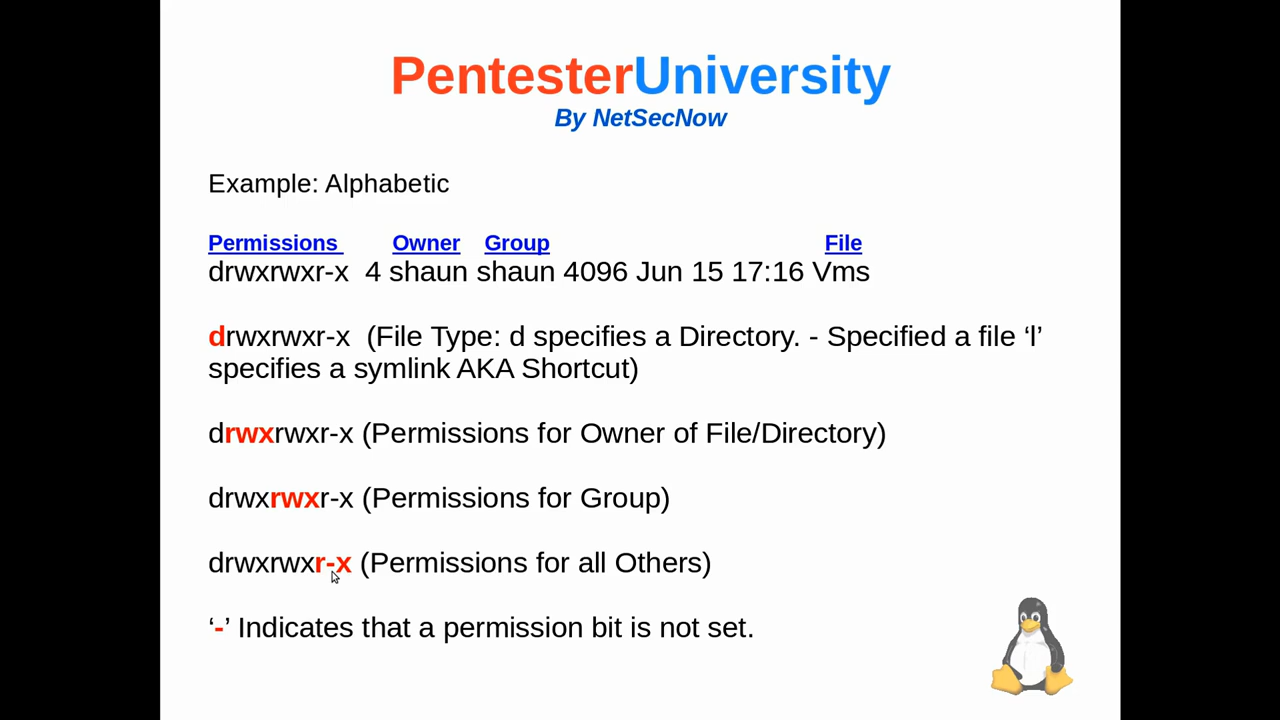 PentesterUniversity
By NetSecNow
Example: Alphabetic
Permissions Owner Group File
drwxrwxr-x 4 shaun shaun 4096 Jun 15 17:16 Vms
drwxrwxr-x (File Type: d specifies a Directory. - Specified a file ‘l’
specifies a symlink AKA Shortcut)
drwxrwxr-x (Permissions for Owner of File/Directory)
drwxrwxr-x (Permissions for Group)
drwxrwxr-x (Permissions for all Others)
‘-’ Indicates that a permission bit is not set.